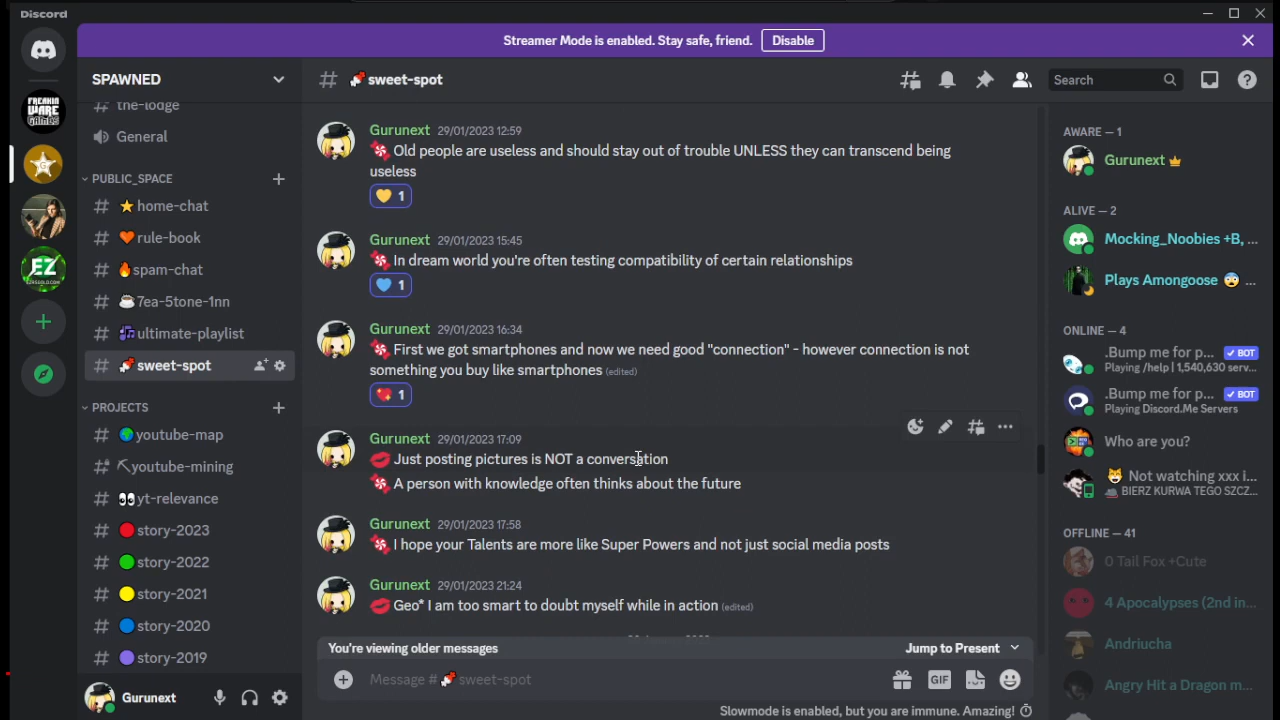 Discord
Streamer Mode is enabled. Stay safe, friend. Disable
FREAKIN
WARE
GAMES
EZ
SPAWNED
# the-lodge
General
PUBLIC_SPACE
# ⭐home-chat
# 🧡rule-book
# 🔥spam-chat
# ☕7ea-5tone-1nn
# 🎶ultimate-playlist
# 🧨sweet-spot
PROJECTS
# 🌍youtube-map
# ⛏youtube-mining
# 👀yt-relevance
# 🔴story-2023
# 🟢story-2022
# 🟡story-2021
# 🔵story-2020
# 🟣story-2019
Gurunext
# 🧨sweet-spot
Search
Gurunext 29/01/2023 12:59
🍬 Old people are useless and should stay out of trouble UNLESS they can transcend being
useless
💛 1
Gurunext 29/01/2023 15:45
🍬 In dream world you're often testing compatibility of certain relationships
💙 1
Gurunext 29/01/2023 16:34
🍬 First we got smartphones and now we need good "connection" - however connection is not
something you buy like smartphones (edited)
💖 1
Gurunext 29/01/2023 17:09
💋 Just posting pictures is NOT a conversation
🍬 A person with knowledge often thinks about the future
Gurunext 29/01/2023 17:58
🍬 I hope your Talents are more like Super Powers and not just social media posts
Gurunext 29/01/2023 21:24
💋 Geo* I am too smart to doubt myself while in action (edited)
You're viewing older messages
Jump to Present
Message # 🧨 sweet-spot
GIF
Slowmode is enabled, but you are immune. Amazing!
AWARE — 1
Gurunext
ALIVE — 2
Mocking_Noobies +B, ...
Plays Amongoose 😨 ...
ONLINE — 4
.Bump me for p... ✓ BOT
Playing /help | 1,540,630 serv...
.Bump me for p... ✓ BOT
Playing Discord.Me Servers
Who are you?
😺 Not watching xxx i...
BIERZ KURWA TEGO SZCZ...
OFFLINE — 41
0 Tail Fox +Cute
4 Apocalypses (2nd in...
Andriucha
Angry Hit a Dragon m...